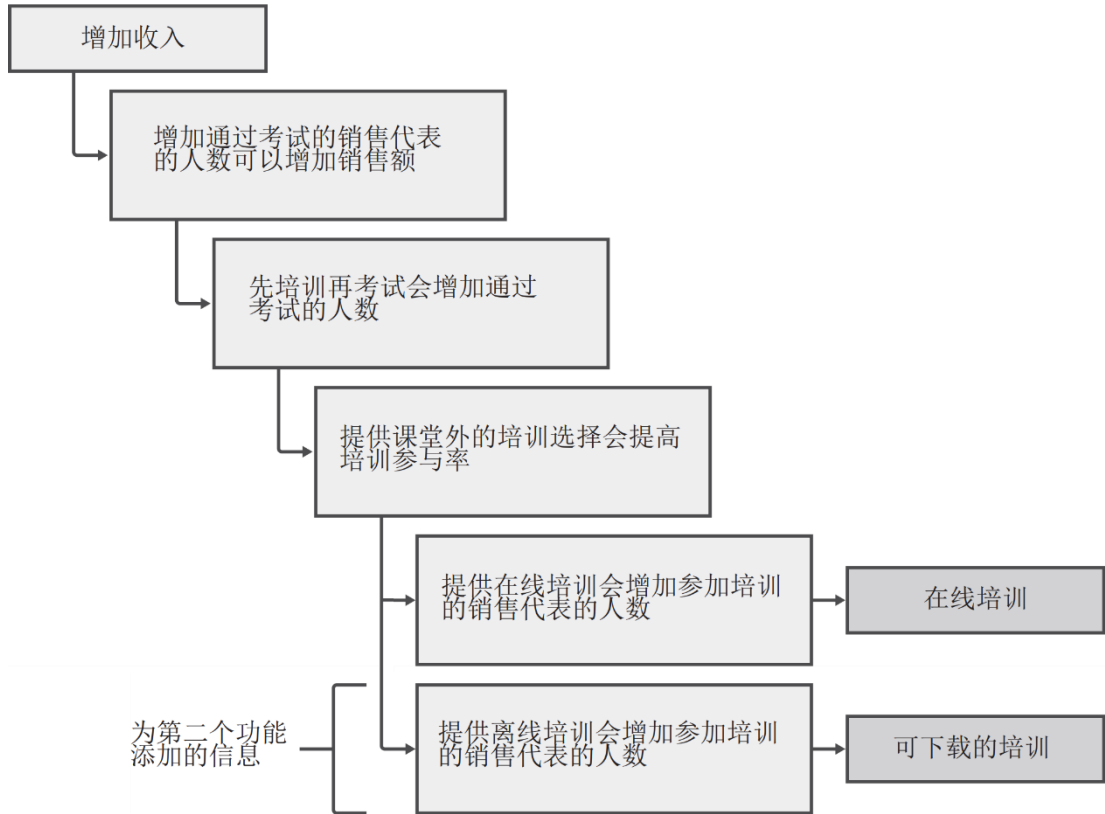 增加收入
增加通过考试的销售代表
的人数可以增加销售额
先培训再考试会增加通过
考试的人数
提供课堂外的培训选择会提高
培训参与率
提供在线培训会增加参加培训
的销售代表的人数
在线培训
为第二个功能
添加的信息
提供离线培训会增加参加培训
的销售代表的人数
可下载的培训